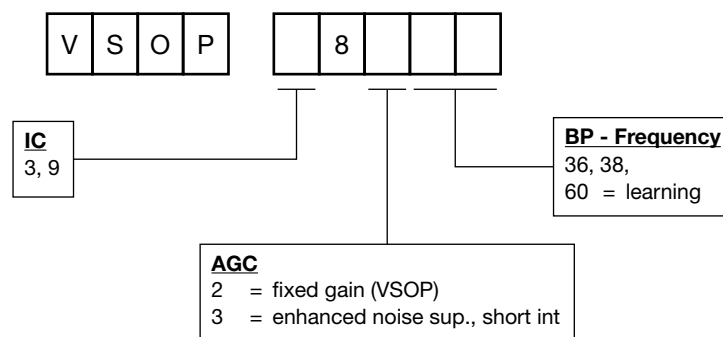 V S O P 8
IC
3, 9
BP - Frequency
36, 38,
60 = learning
AGC
2 = fixed gain (VSOP)
3 = enhanced noise sup., short int